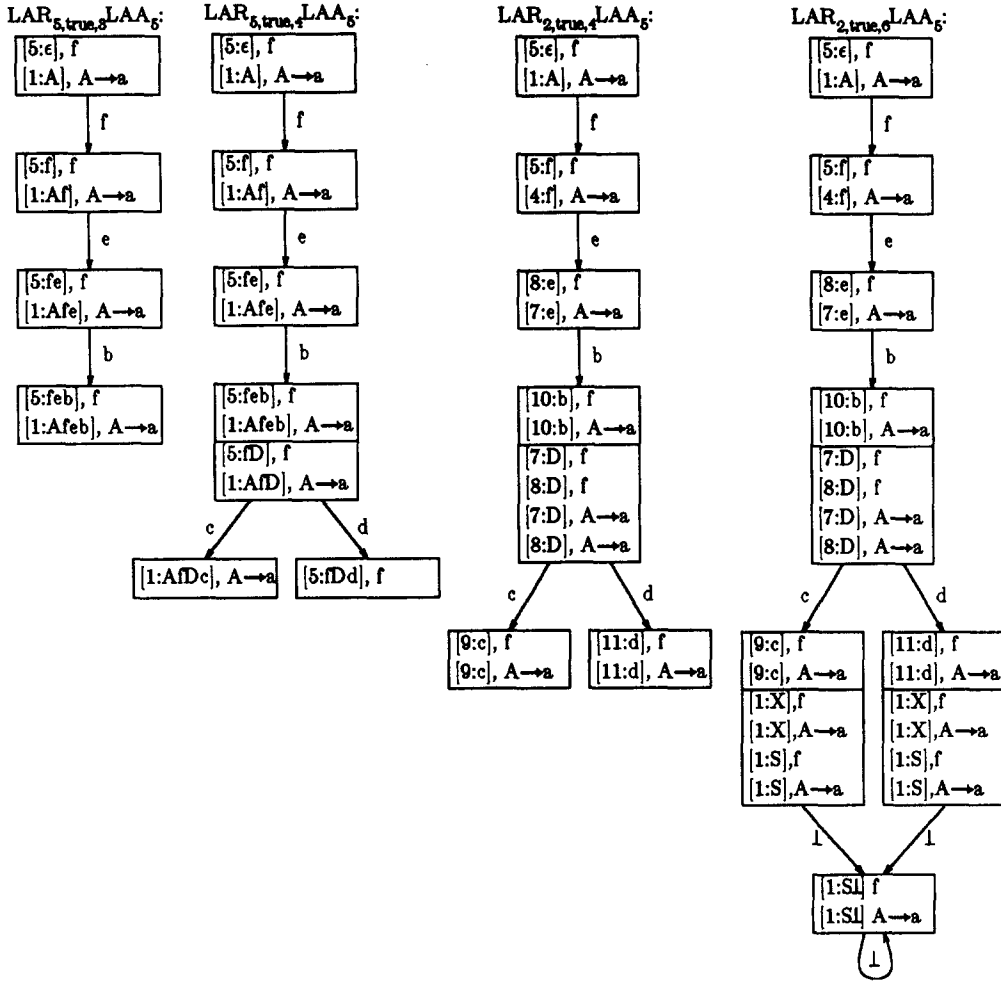 LAR5,true,3LAA5:
[5:ϵ], f
[1:A], A→a
f
[5:f], f
[1:Af], A→a
e
[5:fe], f
[1:Afe], A→a
b
[5:feb], f
[1:Afeb], A→a
LAR5,true,4LAA5:
[5:ϵ], f
[1:A], A→a
f
[5:f], f
[1:Af], A→a
e
[5:fe], f
[1:Afe], A→a
b
[5:feb], f
[1:Afeb], A→a
[5:fD], f
[1:AfD], A→a
c
d
[1:AfDc], A→a
[5:fDd], f
LAR2,true,4LAA5:
[5:ϵ], f
[1:A], A→a
f
[5:f], f
[4:f], A→a
e
[8:e], f
[7:e], A→a
b
[10:b], f
[10:b], A→a
[7:D], f
[8:D], f
[7:D], A→a
[8:D], A→a
c
d
[9:c], f
[9:c], A→a
[11:d], f
[11:d], A→a
LAR2,true,6LAA5:
[5:ϵ], f
[1:A], A→a
f
[5:f], f
[4:f], A→a
e
[8:e], f
[7:e], A→a
b
[10:b], f
[10:b], A→a
[7:D], f
[8:D], f
[7:D], A→a
[8:D], A→a
c
d
[9:c], f
[9:c], A→a
[1:X],f
[1:X],A→a
[1:S],f
[1:S],A→a
[11:d], f
[11:d], A→a
[1:X],f
[1:X],A→a
[1:S],f
[1:S],A→a
⊥
⊥
[1:S⊥] f
[1:S⊥] A→a
⊥